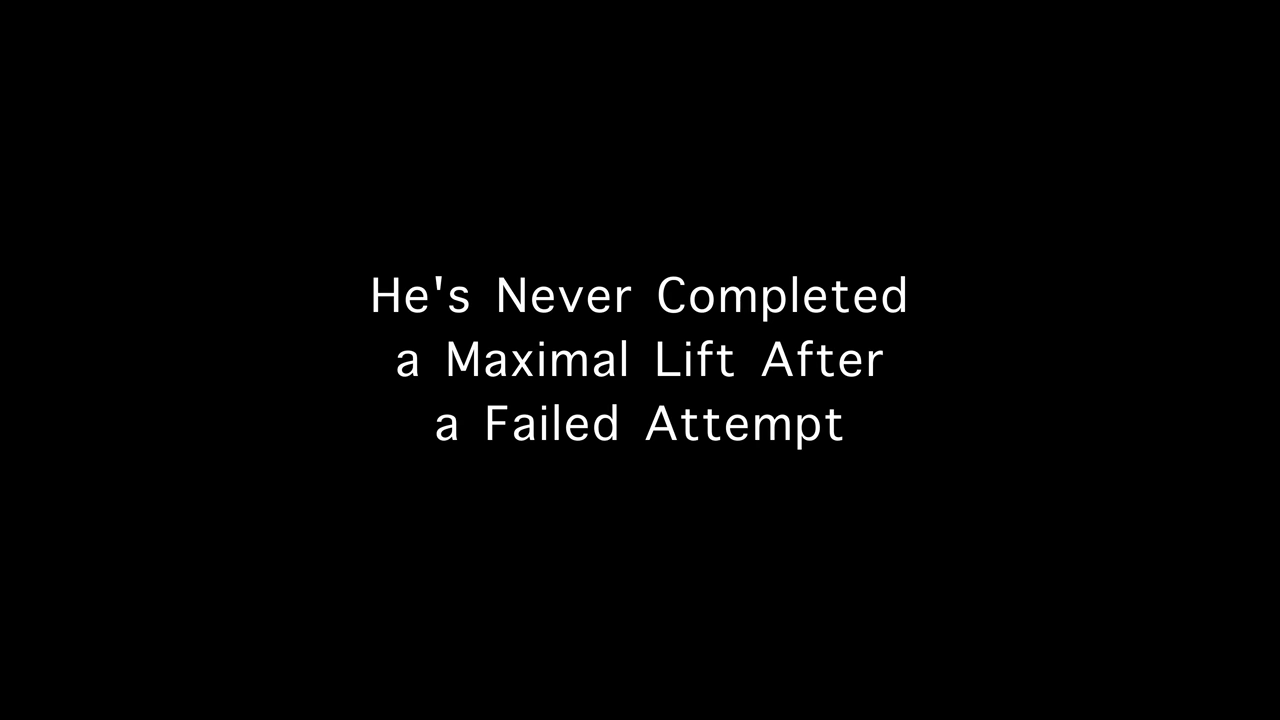 He's Never Completed
a Maximal Lift After
a Failed Attempt